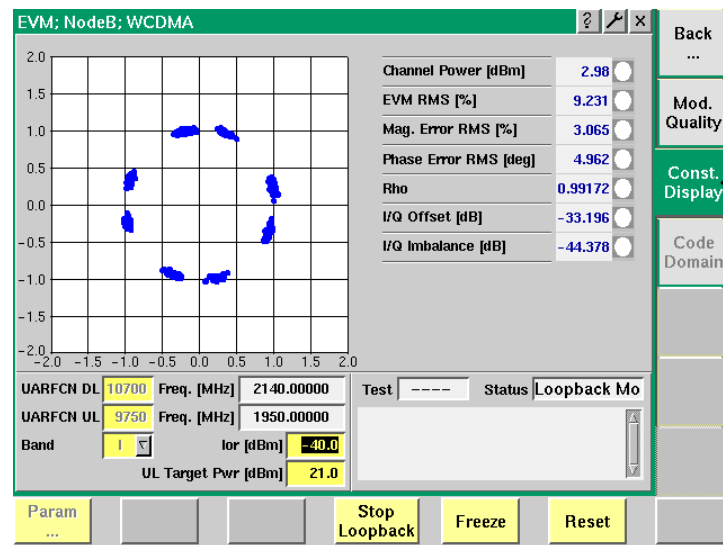 EVM; NodeB; WCDMA ? x
Back
...
Mod.
Quality
Const.
Display
Code
Domain
2.0
1.5
1.0
0.5
0.0
-0.5
-1.0
-1.5
-2.0
-2.0 -1.5 -1.0 -0.5 0.0 0.5 1.0 1.5 2.0
Channel Power [dBm] 2.98
EVM RMS [%] 9.231
Mag. Error RMS [%] 3.065
Phase Error RMS [deg] 4.962
Rho 0.99172
I/Q Offset [dB] -33.196
I/Q Imbalance [dB] -44.378
UARFCN DL 10700 Freq. [MHz] 2140.00000
UARFCN UL 9750 Freq. [MHz] 1950.00000
Band I Ior [dBm] -40.0
UL Target Pwr [dBm] 21.0
Test ---- Status Loopback Mo
Param
...
Stop
Loopback
Freeze
Reset